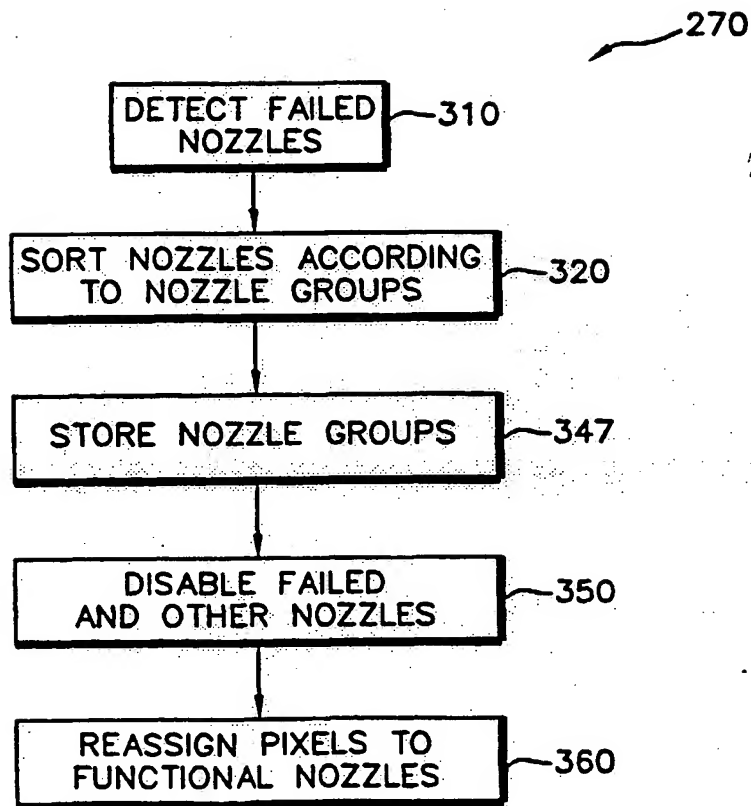 270
DETECT FAILED
NOZZLES
310
SORT NOZZLES ACCORDING
TO NOZZLE GROUPS
320
STORE NOZZLE GROUPS
347
DISABLE FAILED
AND OTHER NOZZLES
350
REASSIGN PIXELS TO
FUNCTIONAL NOZZLES
360